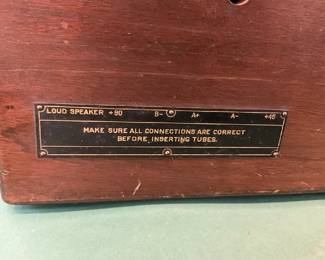 LOUD SPEAKER +90 B- A+ A- +45
MAKE SURE ALL CONNECTIONS ARE CORRECT
BEFORE INSERTING TUBES.